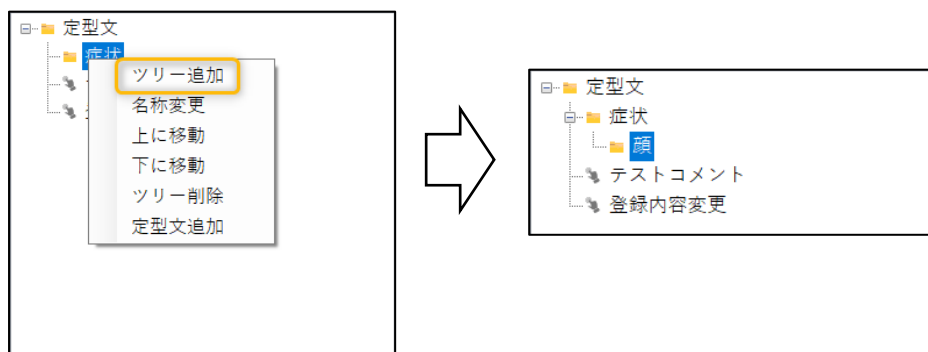 定型文
症状
ツリー追加
名称変更
上に移動
下に移動
ツリー削除
定型文追加
定型文
症状
顔
テストコメント
登録内容変更